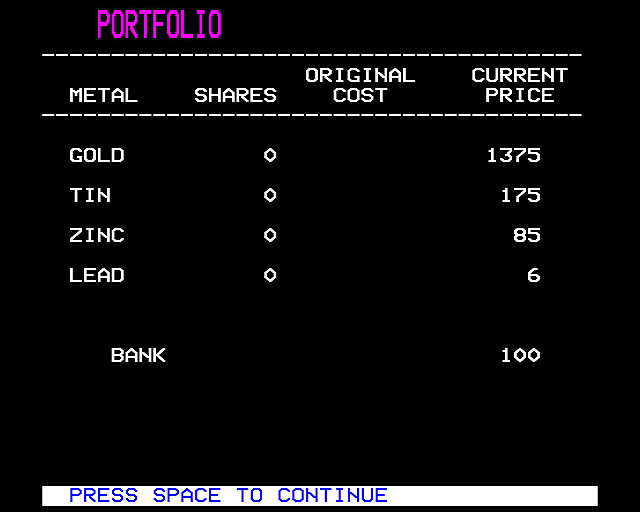 PORTFOLIO
----------------------------------------
ORIGINAL CURRENT
METAL SHARES COST PRICE
----------------------------------------
GOLD 0 1375
TIN 0 175
ZINC 0 85
LEAD 0 6
BANK 100
PRESS SPACE TO CONTINUE